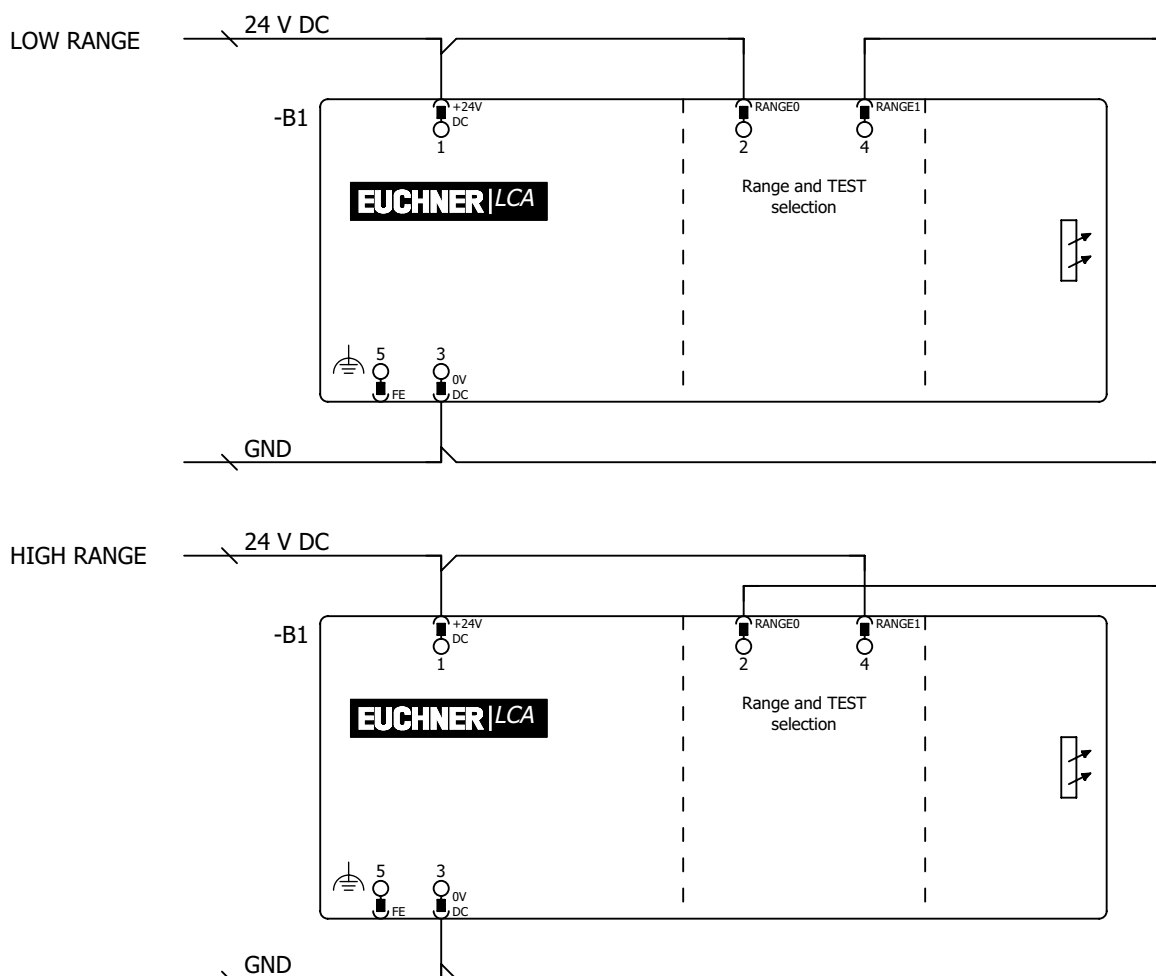 LOW RANGE
24 V DC
-B1
+24V
DC
1
RANGE0
2
RANGE1
4
EUCHNER|LCA
Range and TEST
selection
5
FE
3
0V
DC
GND
HIGH RANGE
24 V DC
-B1
+24V
DC
1
RANGE0
2
RANGE1
4
EUCHNER|LCA
Range and TEST
selection
5
FE
3
0V
DC
GND